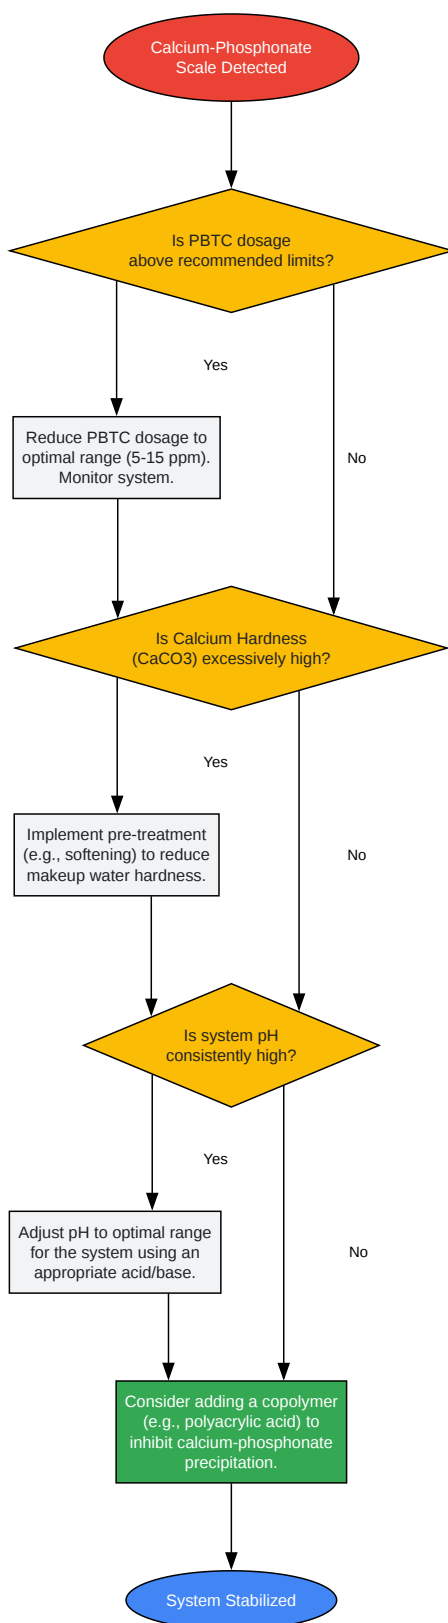 Calcium-Phosphonate
Scale Detected
Is PBTC dosage
above recommended limits?
Yes
Reduce PBTC dosage to
optimal range (5-15 ppm).
Monitor system.
No
Is Calcium Hardness
(CaCO3) excessively high?
Yes
Implement pre-treatment
(e.g., softening) to reduce
makeup water hardness.
No
Is system pH
consistently high?
Yes
Adjust pH to optimal range
for the system using an
appropriate acid/base.
No
Consider adding a copolymer
(e.g., polyacrylic acid) to
inhibit calcium-phosphonate
precipitation.
System Stabilized